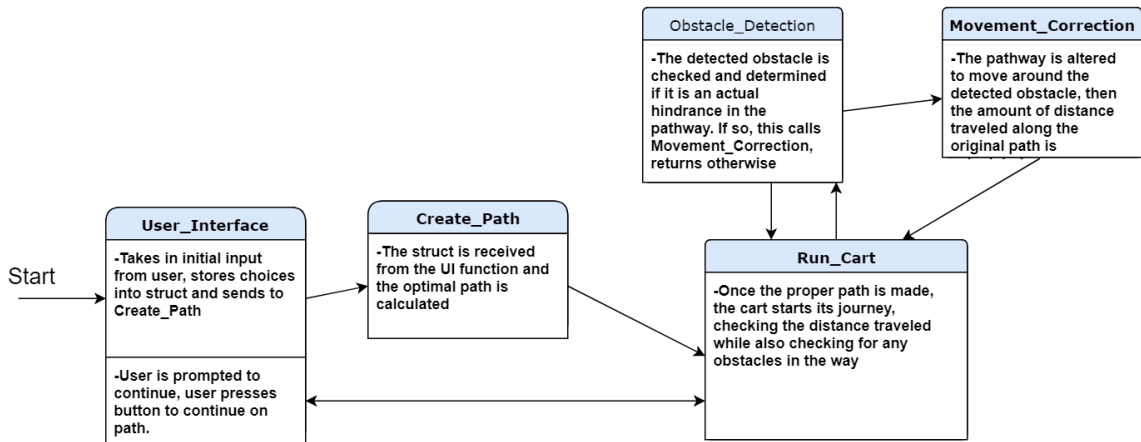 Obstacle_Detection
-The detected obstacle is
checked and determined
if it is an actual
hindrance in the
pathway. If so, this calls
Movement_Correction,
returns otherwise
Movement_Correction
-The pathway is altered
to move around the
detected obstacle, then
the amount of distance
traveled along the
original path is
Start
User_Interface
-Takes in initial input
from user, stores choices
into struct and sends to
Create_Path
-User is prompted to
continue, user presses
button to continue on
path.
Create_Path
-The struct is received
from the UI function and
the optimal path is
calculated
Run_Cart
-Once the proper path is made,
the cart starts its journey,
checking the distance traveled
while also checking for any
obstacles in the way